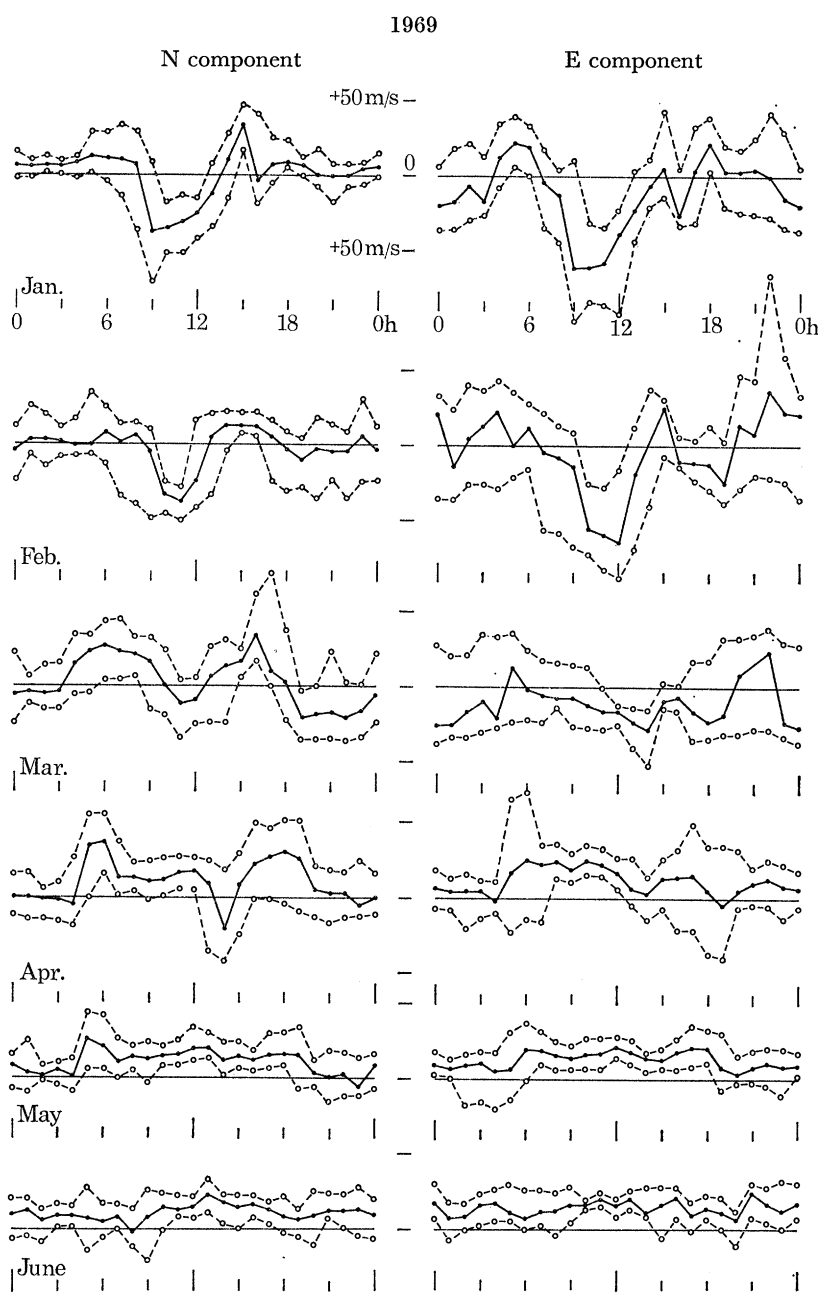 1969
N component E component
+50m/s
0
+50m/s
Jan.
0 6 12 18 0h 0 6 12 18 0h
Feb.
Mar.
Apr.
May
June